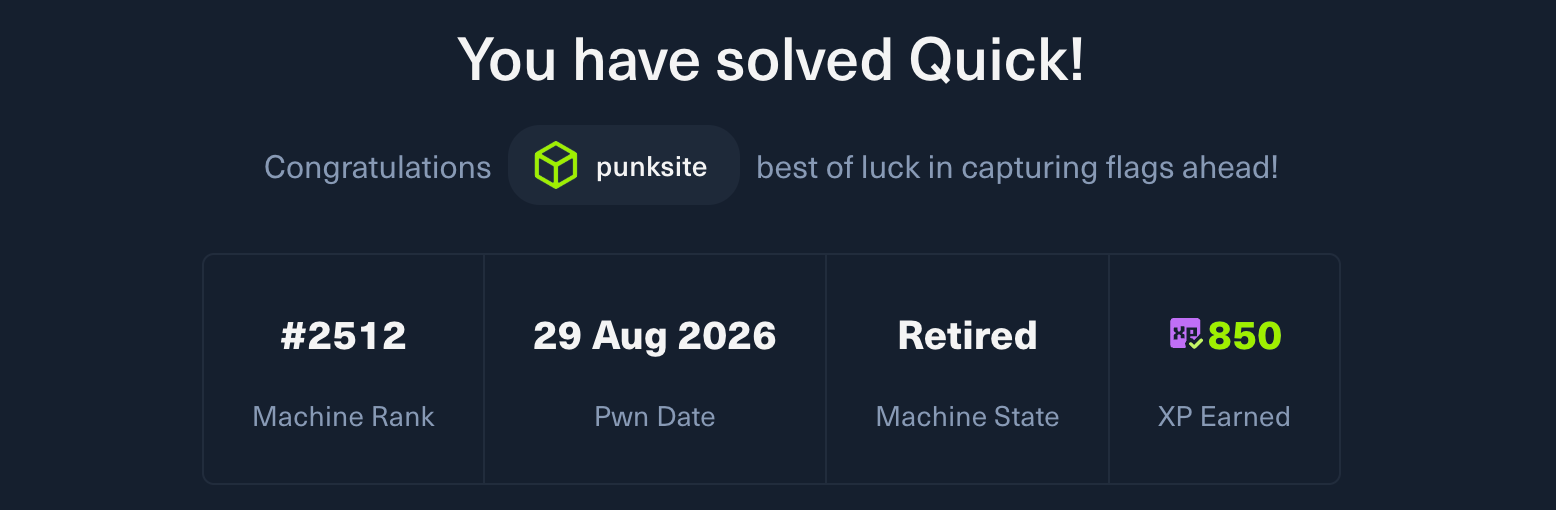 You have solved Quick!
Congratulations punksite best of luck in capturing flags ahead!
#2512 29 Aug 2026 Retired XP 850
Machine Rank Pwn Date Machine State XP Earned